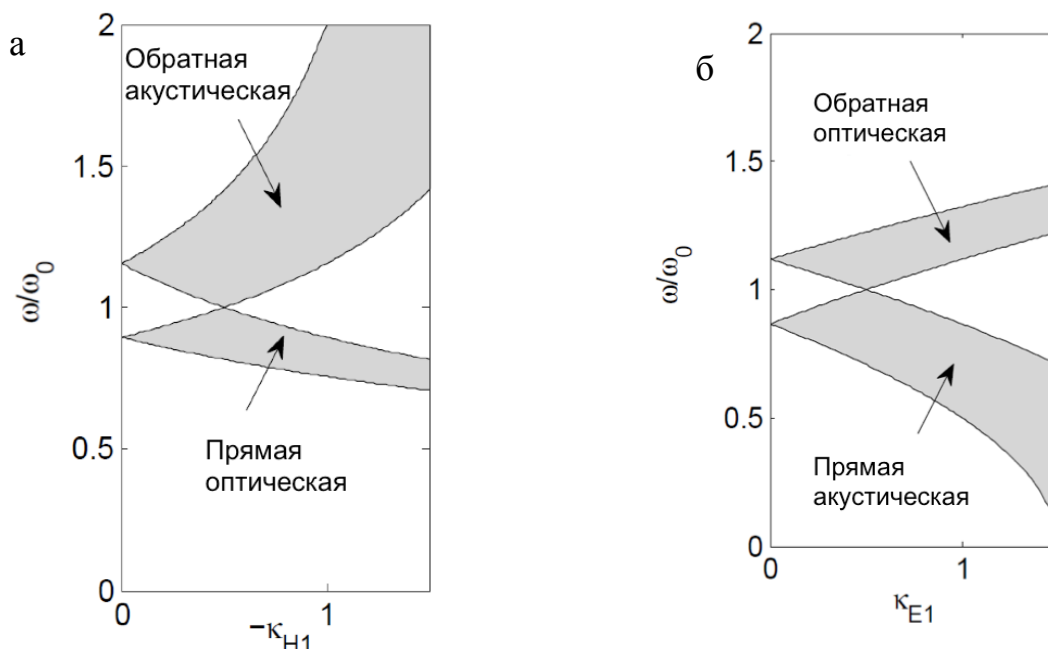 а
2
Обратная
акустическая
1.5
ω/ω0
1
Прямая
оптическая
0.5
0
0
1
−κH1
б
2
Обратная
оптическая
1.5
ω/ω0
1
0.5
Прямая
акустическая
0
0
1
κE1